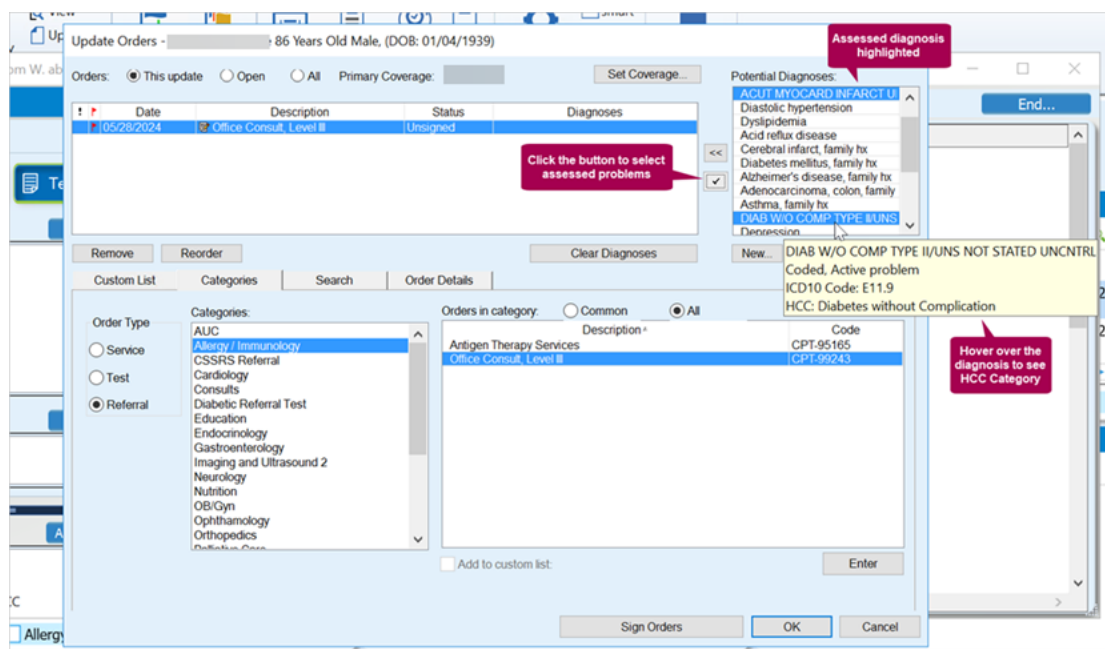 View
Smart
Up
Update Orders -
86 Years Old Male, (DOB: 01/04/1939)
Assessed diagnosis
highlighted
om W. ab
Orders:
This update
Open
All
Primary Coverage:
Set Coverage...
Potential Diagnoses:
End...
! Date Description Status Diagnoses
05/28/2024 Office Consult, Level III Unsigned
Click the button to select
assessed problems
<<
ACUT MYOCARD INFARCT U
Diastolic hypertension
Dyslipidemia
Acid reflux disease
Cerebral infarct, family hx
Diabetes mellitus, family hx
Alzheimer's disease, family hx
Adenocarcinoma, colon, family
Asthma, family hx
DIAB W/O COMP TYPE II/UNS
Depression
Te
Remove
Reorder
Clear Diagnoses
New...
DIAB W/O COMP TYPE II/UNS NOT STATED UNCNTRL
Coded, Active problem
ICD10 Code: E11.9
HCC: Diabetes without Complication
Custom List
Categories
Search
Order Details
Order Type
Service
Test
Referral
Categories:
AUC
Allergy / Immunology
CSSRS Referral
Cardiology
Consults
Diabetic Referral Test
Education
Endocrinology
Gastroenterology
Imaging and Ultrasound 2
Neurology
Nutrition
OB/Gyn
Ophthamology
Orthopedics
Palliative Care
Orders in category:
Common
All
Description Code
Antigen Therapy Services CPT-95165
Office Consult, Level III CPT-99243
Hover over the
diagnosis to see
HCC Category
Add to custom list:
Enter
Sign Orders
OK
Cancel
A
CC
Allergy